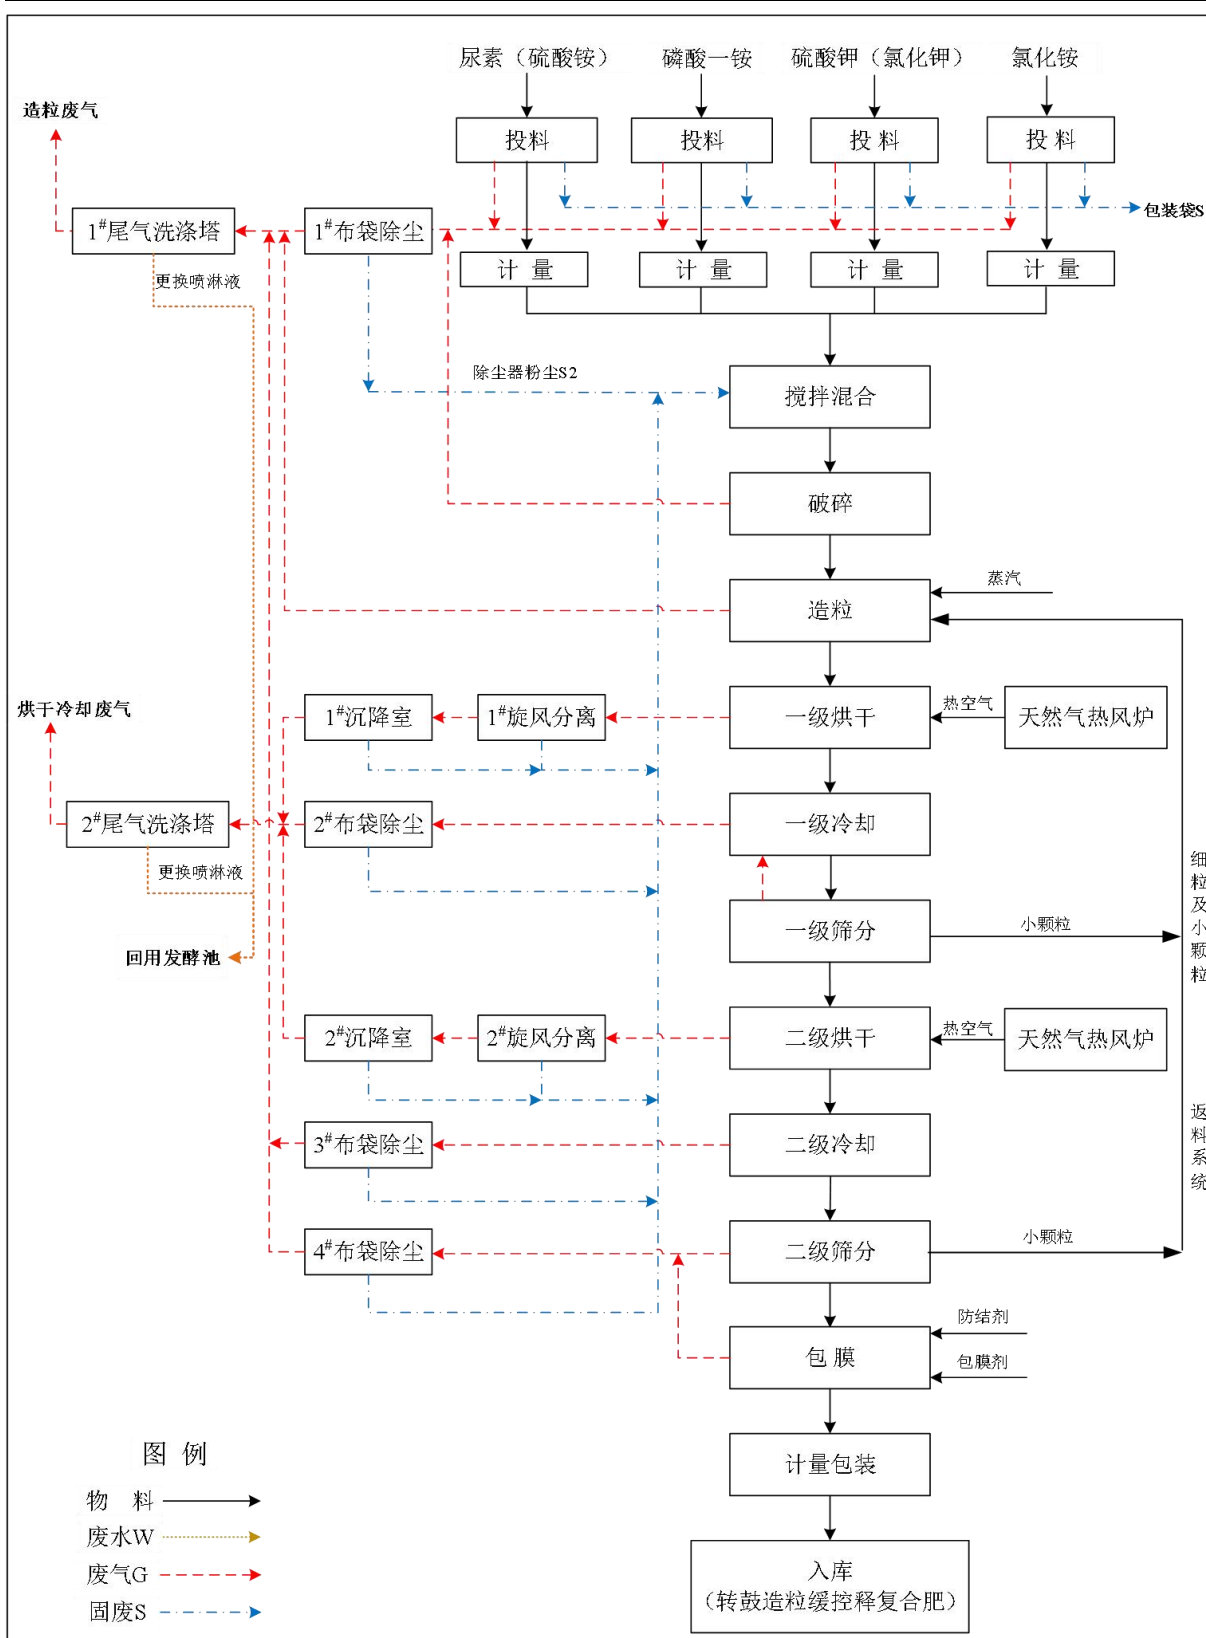 尿素（硫酸铵）
磷酸一铵
硫酸钾（氯化钾）
氯化铵
造粒废气
投料
投料
投 料
投 料
包装袋S
1#尾气洗涤塔
1#布袋除尘
更换喷淋液
计 量
计 量
计 量
计 量
除尘器粉尘S2
搅拌混合
破碎
蒸汽
造粒
烘干冷却废气
1#沉降室
1#旋风分离
一级烘干
热空气
天然气热风炉
2#尾气洗涤塔
2#布袋除尘
一级冷却
更换喷淋液
细粒及小颗粒
一级筛分
小颗粒
回用发酵池
2#沉降室
2#旋风分离
二级烘干
热空气
天然气热风炉
3#布袋除尘
二级冷却
返料系统
4#布袋除尘
二级筛分
小颗粒
防结剂
包 膜
包膜剂
图 例
计量包装
物 料
废水W
废气G
固废S
入库
（转鼓造粒缓控释复合肥）